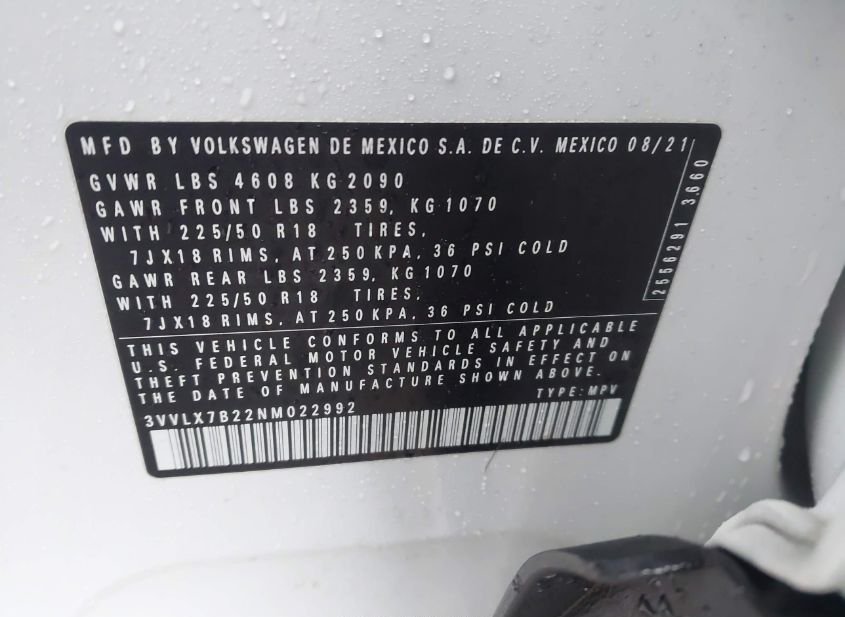 MFD BY VOLKSWAGEN DE MEXICO S.A. DE C.V. MEXICO 08/21
GVWR LBS 4608 KG 2090
GAWR FRONT LBS 2359, KG 1070
WITH 225/50 R18 TIRES,
7JX18 RIMS, AT 250 KPA, 36 PSI COLD
GAWR REAR LBS 2359, KG 1070
WITH 225/50 R18 TIRES,
7JX18 RIMS, AT 250 KPA, 36 PSI COLD
2556291 3,660
THIS VEHICLE CONFORMS TO ALL APPLICABLE
U.S. FEDERAL MOTOR VEHICLE SAFETY AND
THEFT PREVENTION STANDARDS IN EFFECT ON
THE DATE OF MANUFACTURE SHOWN ABOVE.
TYPE: MPV
3VVLX7B22NM022992